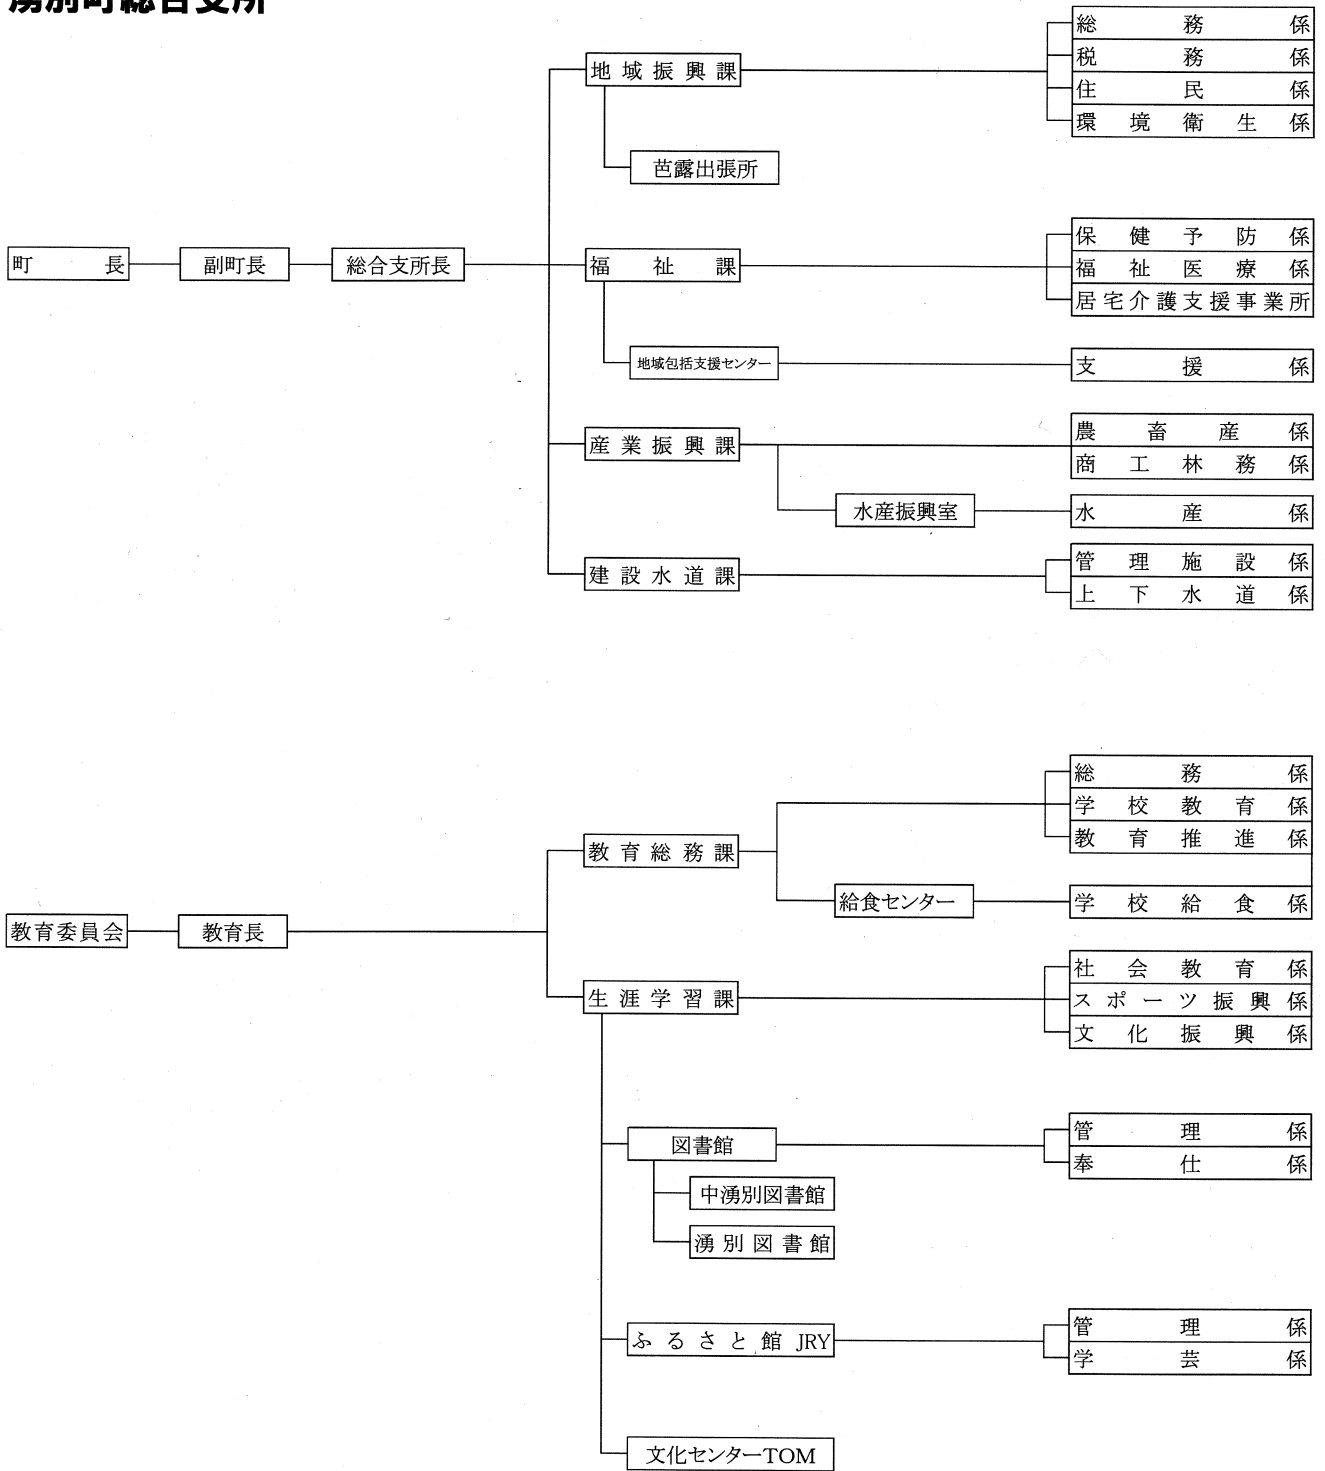 湧別町総合支所
総務係
地域振興課
税務係
住民係
環境衛生係
芭露出張所
町長
副町長
総合支所長
福祉課
保健予防係
福祉医療係
居宅介護支援事業所
地域包括支援センター
支援係
産業振興課
農畜産係
商工林務係
水産振興室
水産係
建設水道課
管理施設係
上下水道係
教育委員会
教育長
教育総務課
総務係
学校教育係
教育推進係
給食センター
学校給食係
生涯学習課
社会教育係
スポーツ振興係
文化振興係
図書館
管理係
奉仕係
中湧別図書館
湧別図書館
ふるさと館 JRY
管理係
学芸係
文化センターTOM